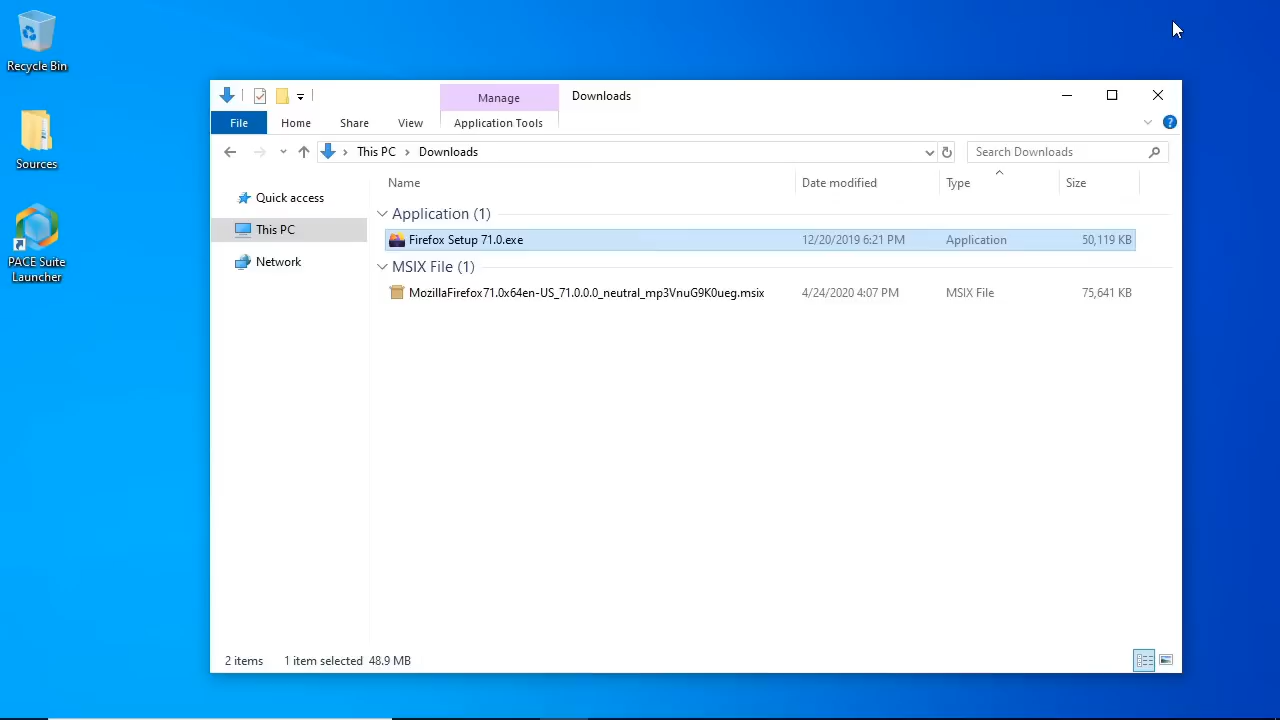 Recycle Bin
Sources
PACE Suite
Launcher
Manage
Downloads
File
Home
Share
View
Application Tools
This PC
Downloads
Search Downloads
Quick access
This PC
Network
Name
Date modified
Type
Size
Application (1)
Firefox Setup 71.0.exe
12/20/2019 6:21 PM
Application
50,119 KB
MSIX File (1)
MozillaFirefox71.0x64en-US_71.0.0.0_neutral_mp3VnuG9K0ueg.msix
4/24/2020 4:07 PM
MSIX File
75,641 KB
2 items
1 item selected 48.9 MB